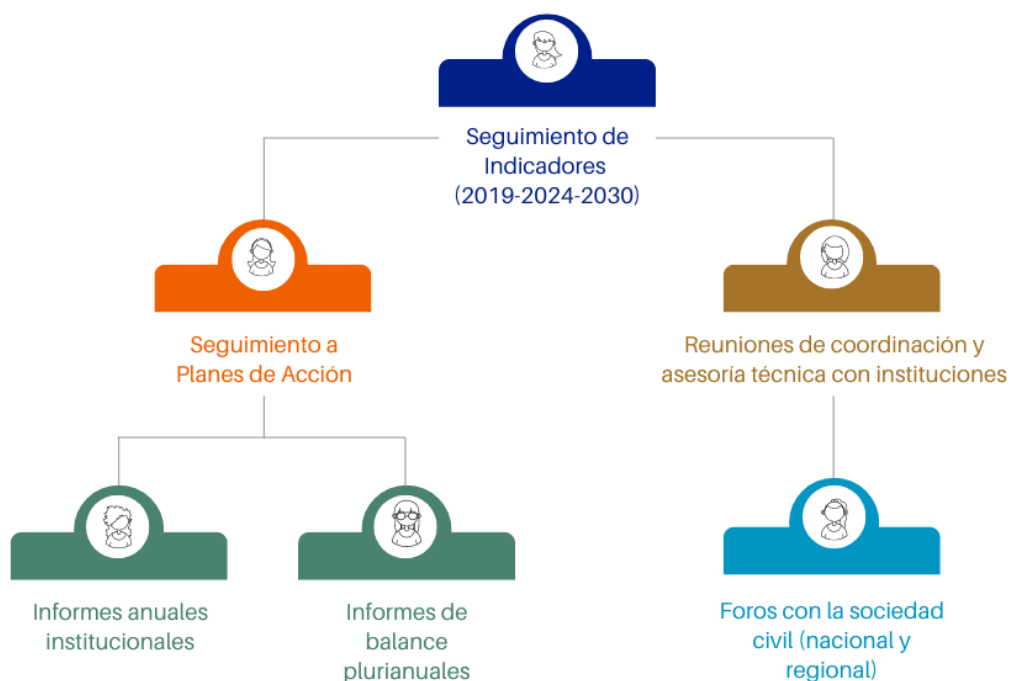 Seguimiento de
Indicadores
(2019-2024-2030)
Seguimiento a
Planes de Acción
Reuniones de coordinación y
asesoría técnica con instituciones
Informes anuales
institucionales
Informes de
balance
plurianuales
Foros con la sociedad
civil (nacional y
regional)